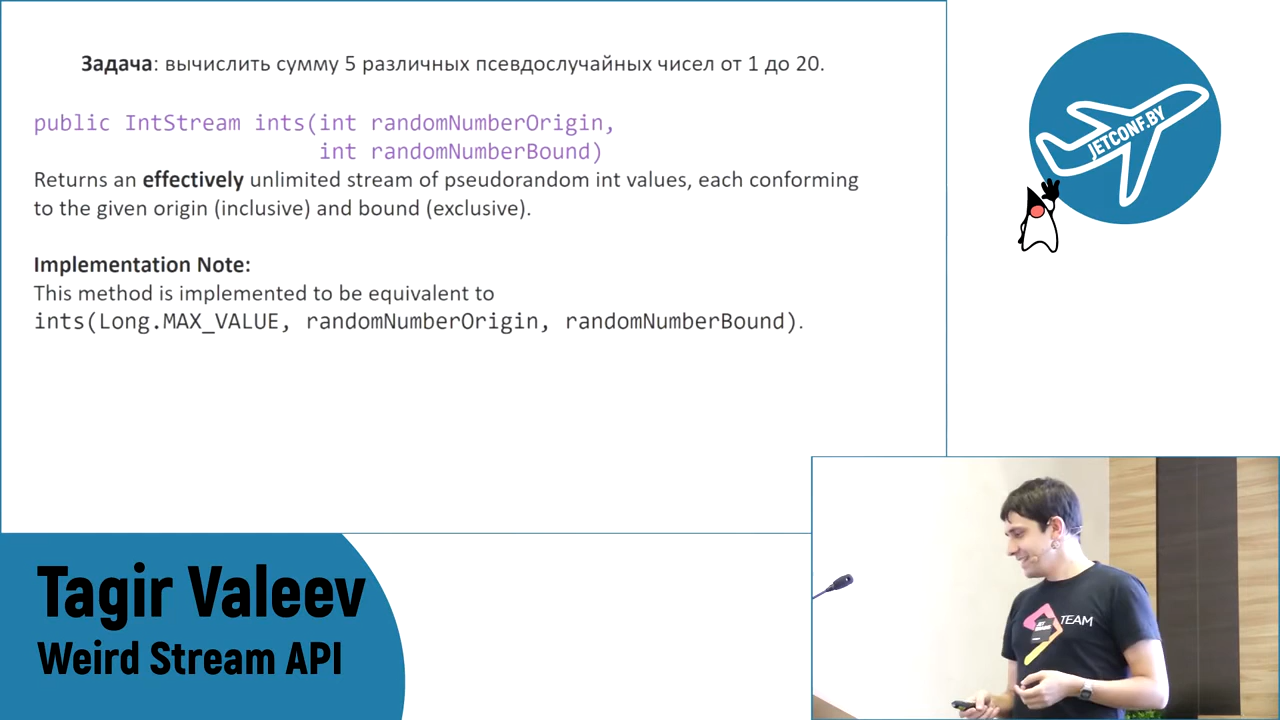 Задача: вычислить сумму 5 различных псевдослучайных чисел от 1 до 20.
public IntStream ints(int randomNumberOrigin,
int randomNumberBound)
Returns an effectively unlimited stream of pseudorandom int values, each conforming
to the given origin (inclusive) and bound (exclusive).
Implementation Note:
This method is implemented to be equivalent to
ints(Long.MAX_VALUE, randomNumberOrigin, randomNumberBound).
JETCONF.BY
Tagir Valeev
Weird Stream API
TEAM